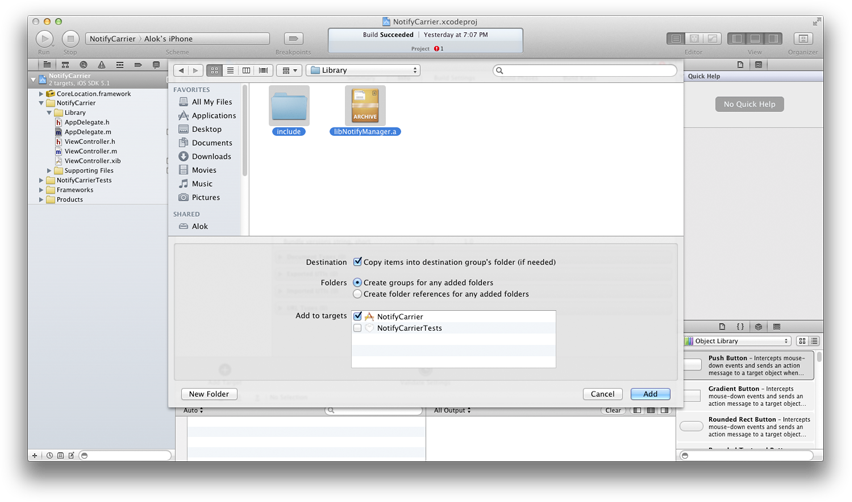 NotifyCarrier.xcodeproj
NotifyCarrier
Alok's iPhone
Build Succeeded | Yesterday at 7:07 PM
Project 1
Run
Stop
Scheme
Breakpoints
Editor
View
Organizer
NotifyCarrier
2 targets, iOS SDK 5.1
CoreLocation.framework
NotifyCarrier
Library
AppDelegate.h
AppDelegate.m
ViewController.h
ViewController.m
ViewController.xib
Supporting Files
NotifyCarrierTests
Frameworks
Products
Library
FAVORITES
All My Files
Applications
Desktop
Documents
Downloads
Movies
Music
Pictures
SHARED
Alok
include
ARCHIVE
libNotifyManager.a
Destination
Copy items into destination group's folder (if needed)
Folders
Create groups for any added folders
Create folder references for any added folders
Add to targets
NotifyCarrier
NotifyCarrierTests
New Folder
Cancel
Add
Quick Help
No Quick Help
Object Library
Push Button – Intercepts mouse-
down events and sends an action
message to a target object when...
Gradient Button – Intercepts
mouse-down events and sends an
action message to a target object...
Rounded Rect Button – Intercepts
mouse-down events and sends an
action message to a target object...
Auto
All Output
Clear